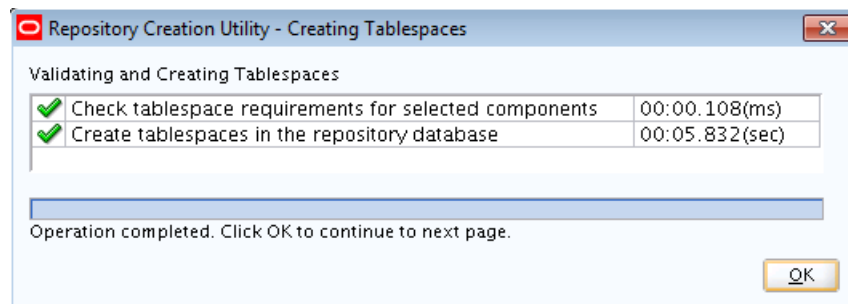 Repository Creation Utility - Creating Tablespaces
Validating and Creating Tablespaces
Check tablespace requirements for selected components 00:00.108(ms)
Create tablespaces in the repository database 00:05.832(sec)
Operation completed. Click OK to continue to next page.
OK